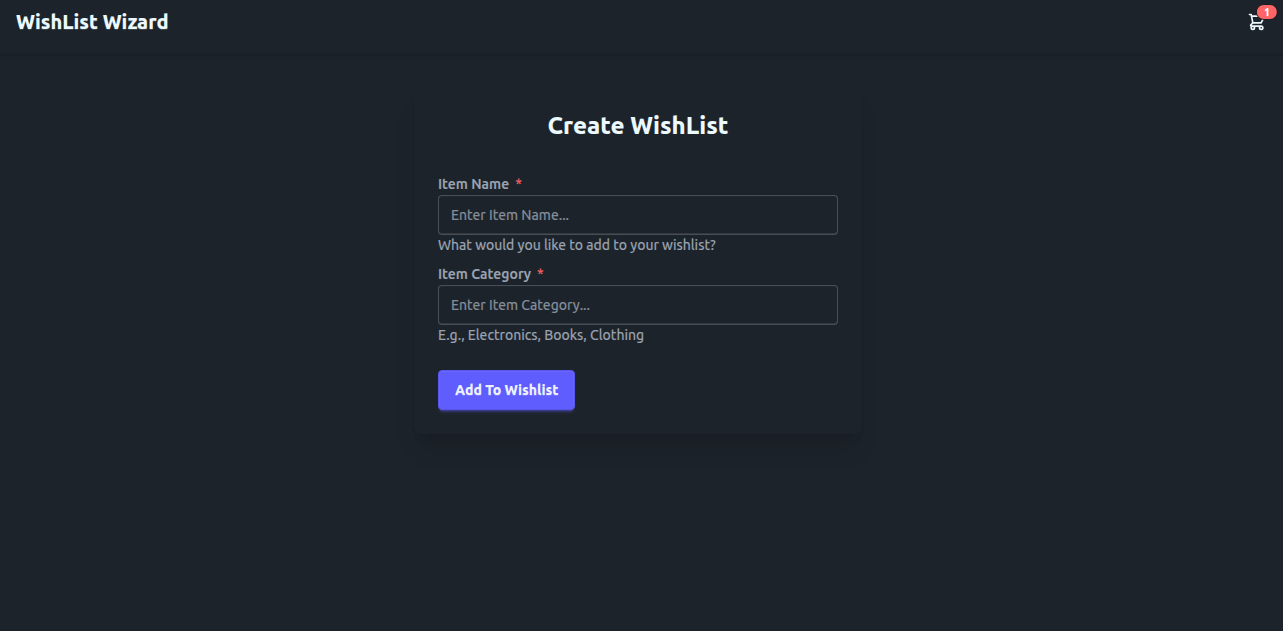 WishList Wizard
1
Create WishList
Item Name *
Enter Item Name...
What would you like to add to your wishlist?
Item Category *
Enter Item Category...
E.g., Electronics, Books, Clothing
Add To Wishlist